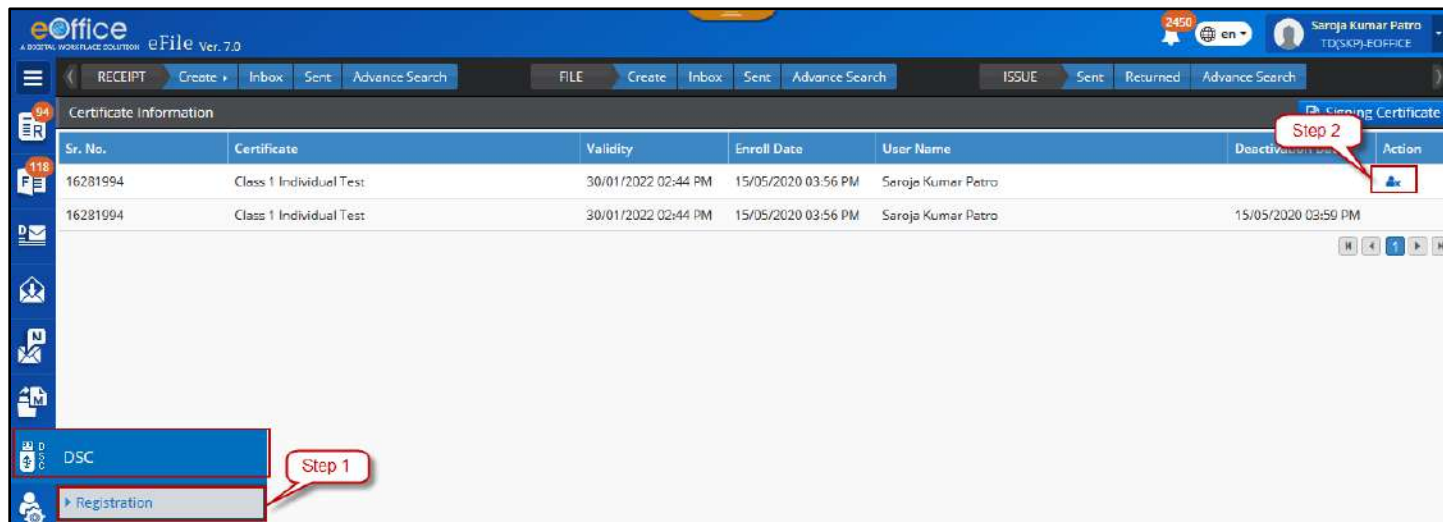 eOffice
A DIGITAL WORKPLACE SOLUTION eFile Ver. 7.0
2450 en Saroja Kumar Patro
TD(SKP)-EOFFICE
RECEIPT Create Inbox Sent Advance Search FILE Create Inbox Sent Advance Search ISSUE Sent Returned Advance Search
94 R Certificate Information Signing Certificate
Step 2
Sr. No. Certificate Validity Enroll Date User Name Action
118 F 16281994 Class 1 Individual Test 30/01/2022 02:44 PM 15/05/2020 03:56 PM Saroja Kumar Patro
16281994 Class 1 Individual Test 30/01/2022 02:44 PM 15/05/2020 03:56 PM Saroja Kumar Patro 15/05/2020 03:59 PM
D
1
N
M
DSC DSC
Step 1
Registration